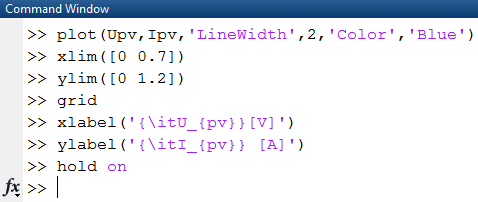 Command Window
>> plot(Upv,Ipv,'LineWidth',2,'Color','Blue')
>> xlim([0 0.7])
>> ylim([0 1.2])
>> grid
>> xlabel('{\itU_{pv}}[V]')
>> ylabel('{\itI_{pv}} [A]')
>> hold on
fx >>